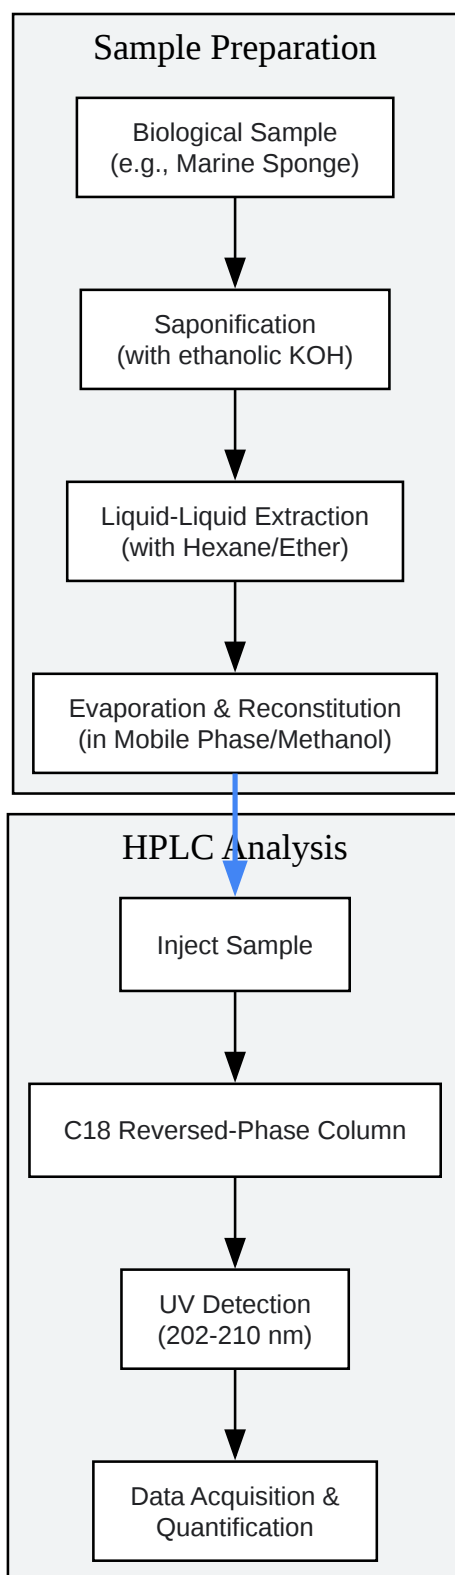 Sample Preparation
Biological Sample
(e.g., Marine Sponge)
Saponification
(with ethanolic KOH)
Liquid-Liquid Extraction
(with Hexane/Ether)
Evaporation & Reconstitution
(in Mobile Phase/Methanol)
HPLC Analysis
Inject Sample
C18 Reversed-Phase Column
UV Detection
(202-210 nm)
Data Acquisition &
Quantification